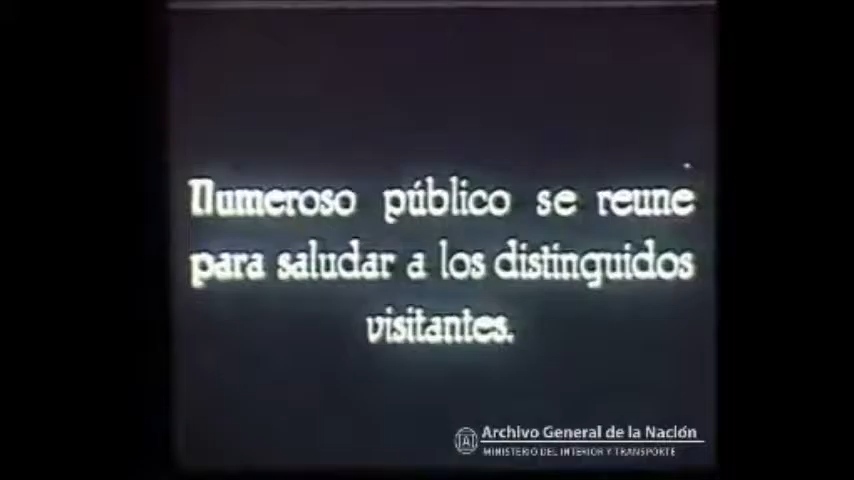 Numeroso público se reune
para saludar a los distinguidos
visitantes.
Archivo General de la Nación
MINISTERIO DEL INTERIOR Y TRANSPORTE